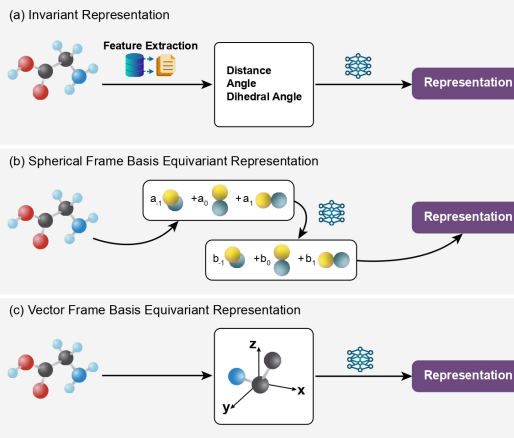 (a) Invariant Representation
Feature Extraction
Distance
Angle
Dihedral Angle
Representation
(b) Spherical Frame Basis Equivariant Representation
a-1 +a0 +a1
b-1 +b0 +b1
Representation
(c) Vector Frame Basis Equivariant Representation
z
x
y
Representation